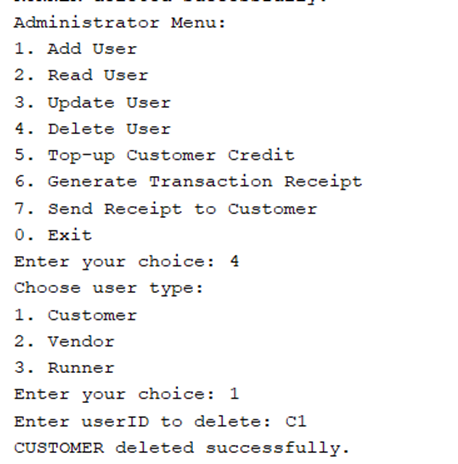 deleted successfully.
Administrator Menu:
1. Add User
2. Read User
3. Update User
4. Delete User
5. Top-up Customer Credit
6. Generate Transaction Receipt
7. Send Receipt to Customer
0. Exit
Enter your choice: 4
Choose user type:
1. Customer
2. Vendor
3. Runner
Enter your choice: 1
Enter userID to delete: C1
CUSTOMER deleted successfully.